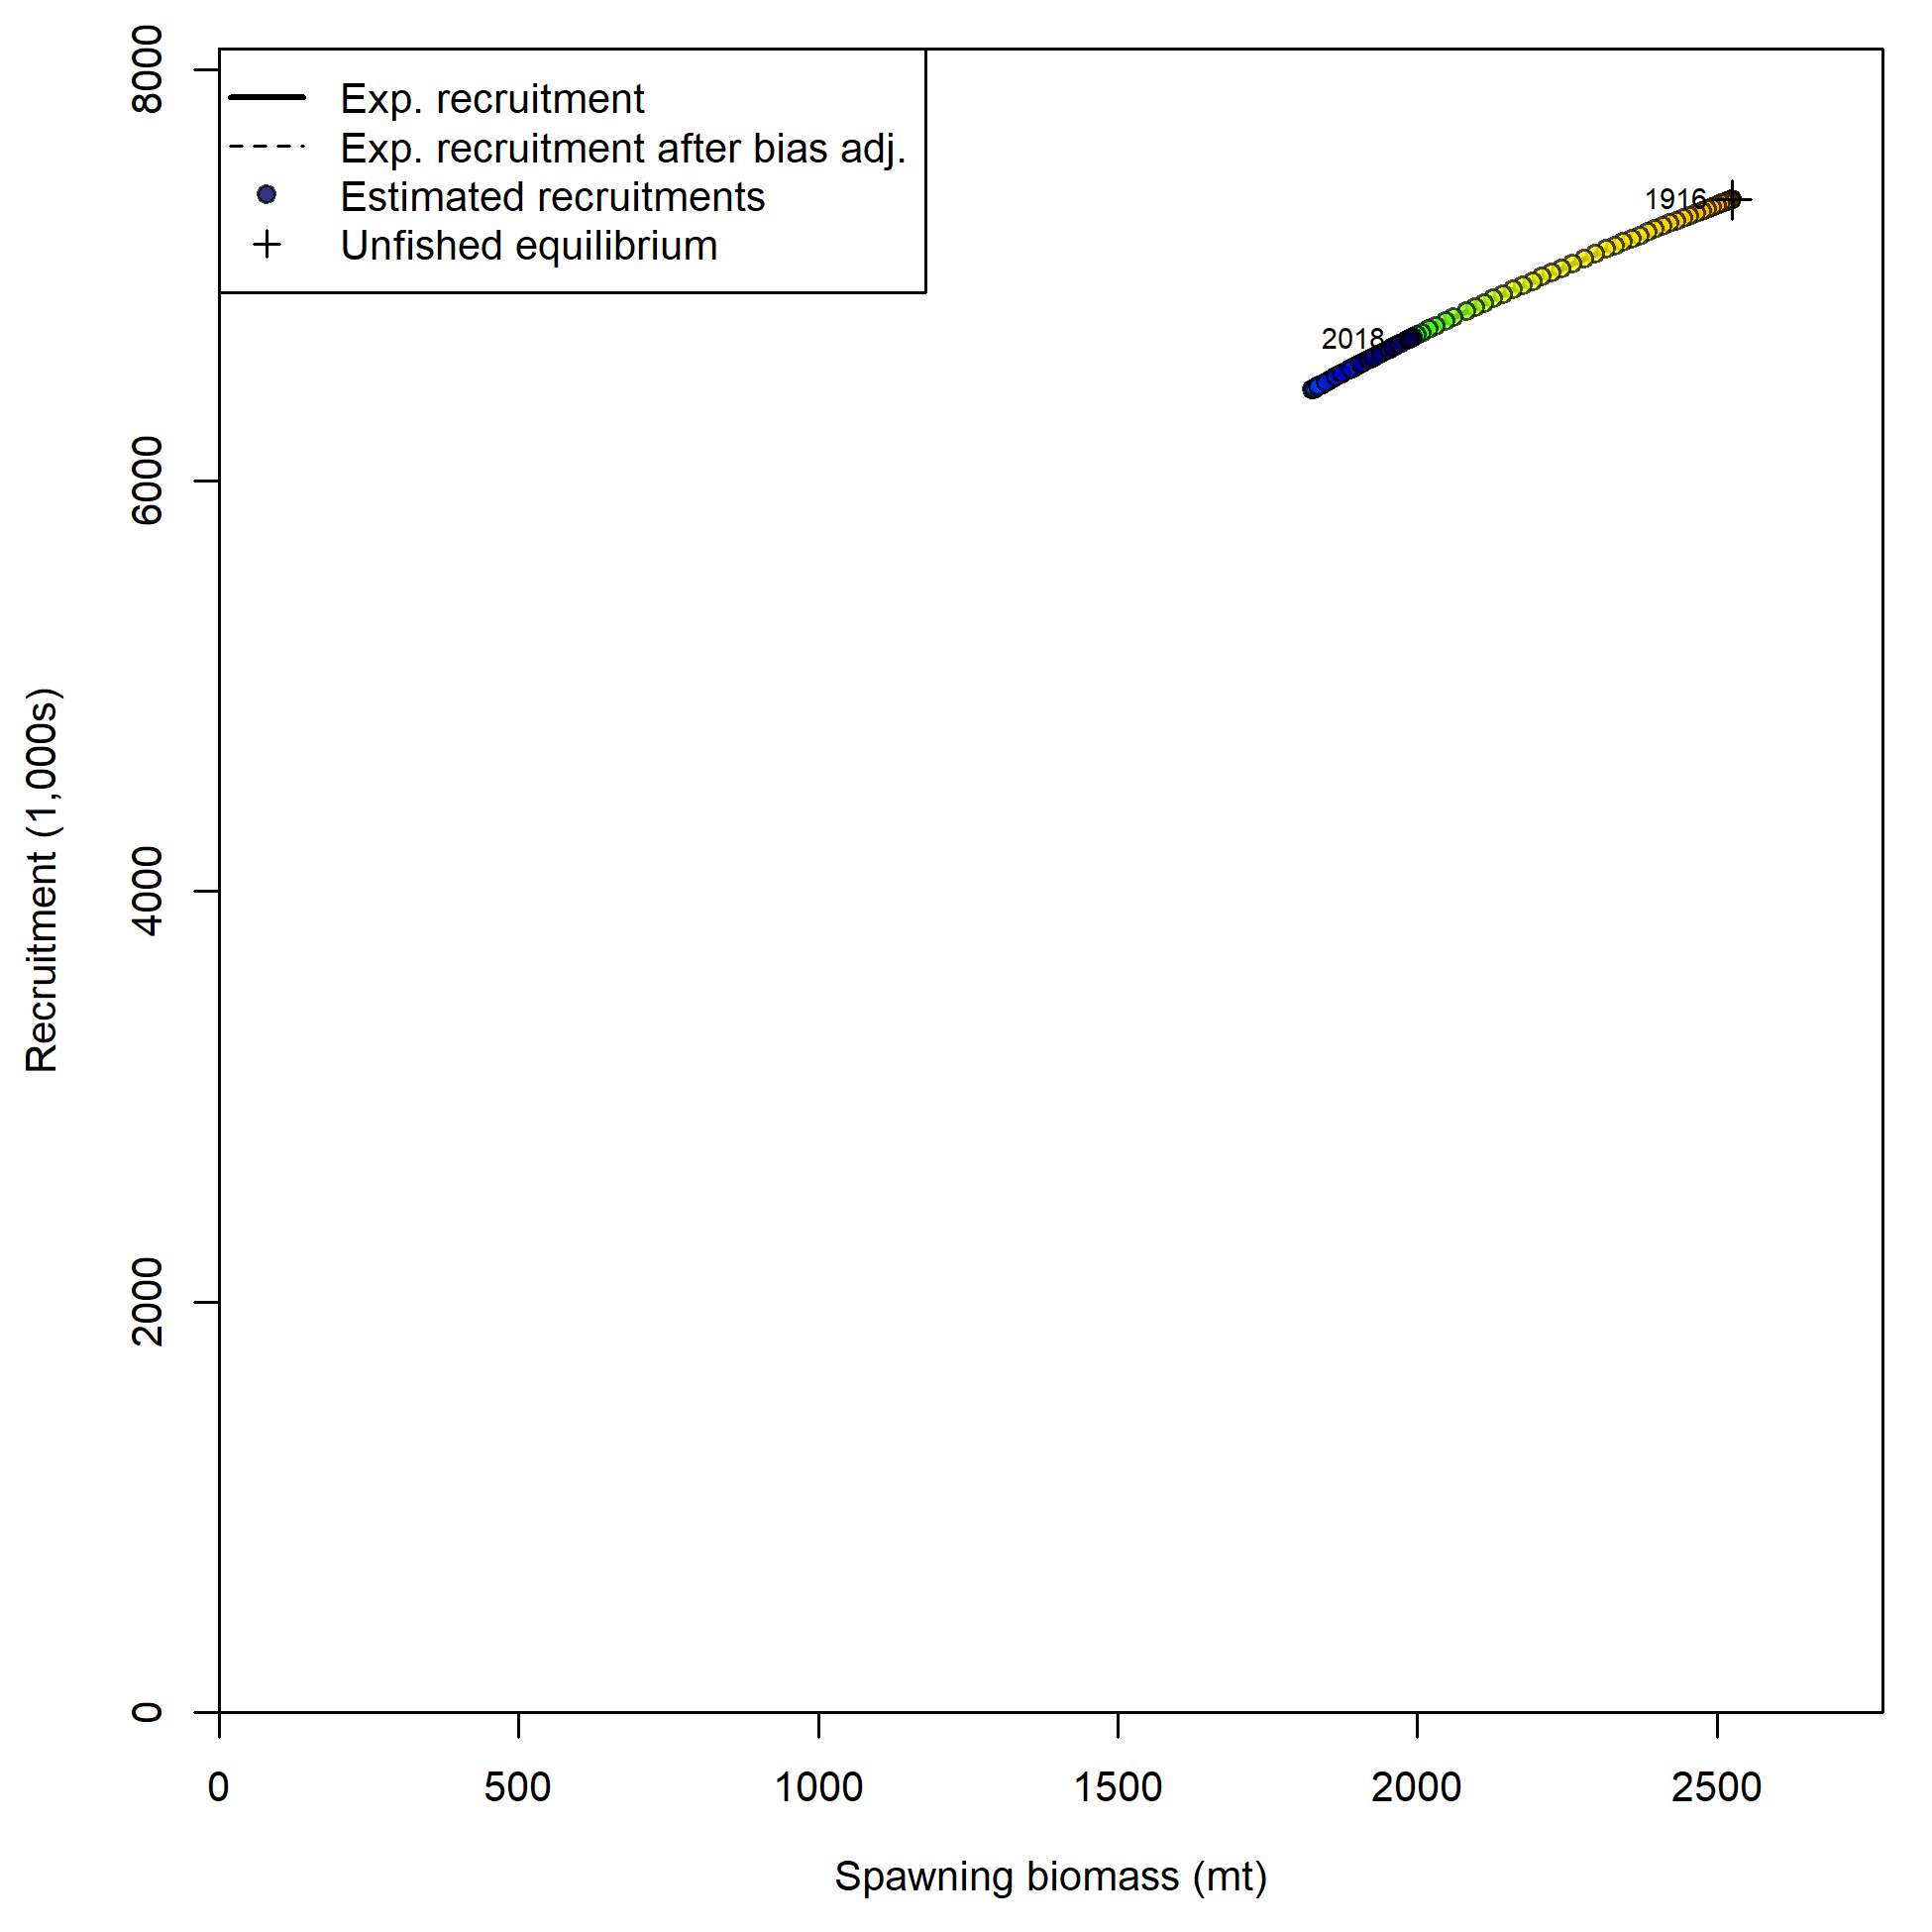 8000
Exp. recruitment
Exp. recruitment after bias adj.
Estimated recruitments
Unfished equilibrium
1916
2018
6000
4000
2000
0
Recruitment (1,000s)
0 500 1000 1500 2000 2500
Spawning biomass (mt)